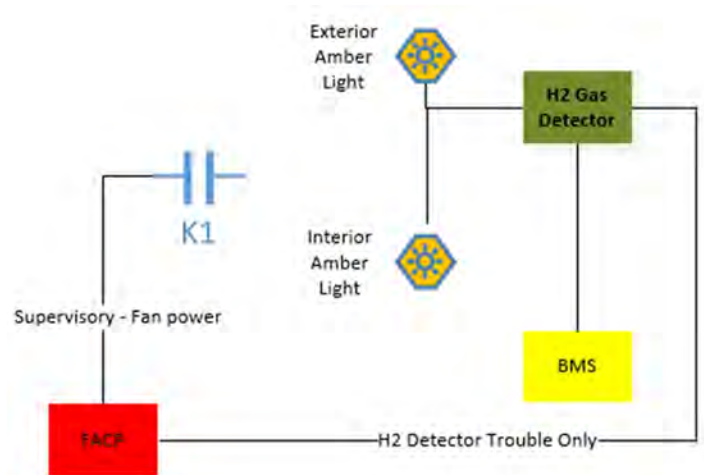 Exterior
Amber
Light
H2 Gas
Detector
K1
Interior
Amber
Light
Supervisory - Fan power
BMS
FACP
H2 Detector Trouble Only